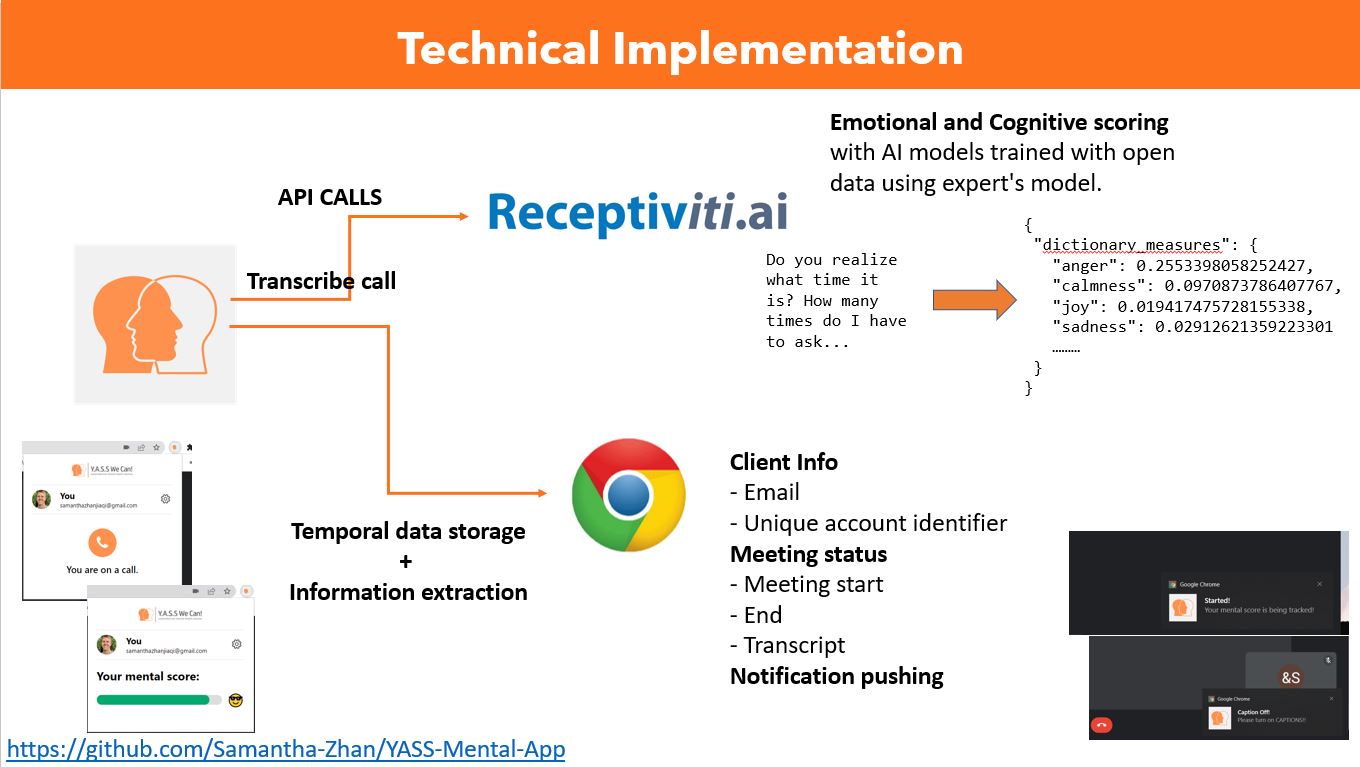 Technical Implementation
Emotional and Cognitive scoring
with AI models trained with open
data using expert's model.
API CALLS
Receptiviti.ai
Transcribe call
Do you realize
what time it
is? How many
times do I have
to ask...
{
"dictionary_measures": {
"anger": 0.2553398058252427,
"calmness": 0.0970873786407767,
"joy": 0.019417475728155338,
"sadness": 0.02912621359223301
………
}
}
Y.A.S.S We Can!
You
samanthazhanjiaqi@gmail.com
You are on a call.
Y.A.S.S We Can!
You
samanthazhanjiaqi@gmail.com
Your mental score:
Temporal data storage
+
Information extraction
Client Info
- Email
- Unique account identifier
Meeting status
- Meeting start
- End
- Transcript
Notification pushing
Google Chrome
Started!
Your mental score is being tracked!
&S
Google Chrome
Caption Off!
Please turn on CAPTIONS!!
https://github.com/Samantha-Zhan/YASS-Mental-App